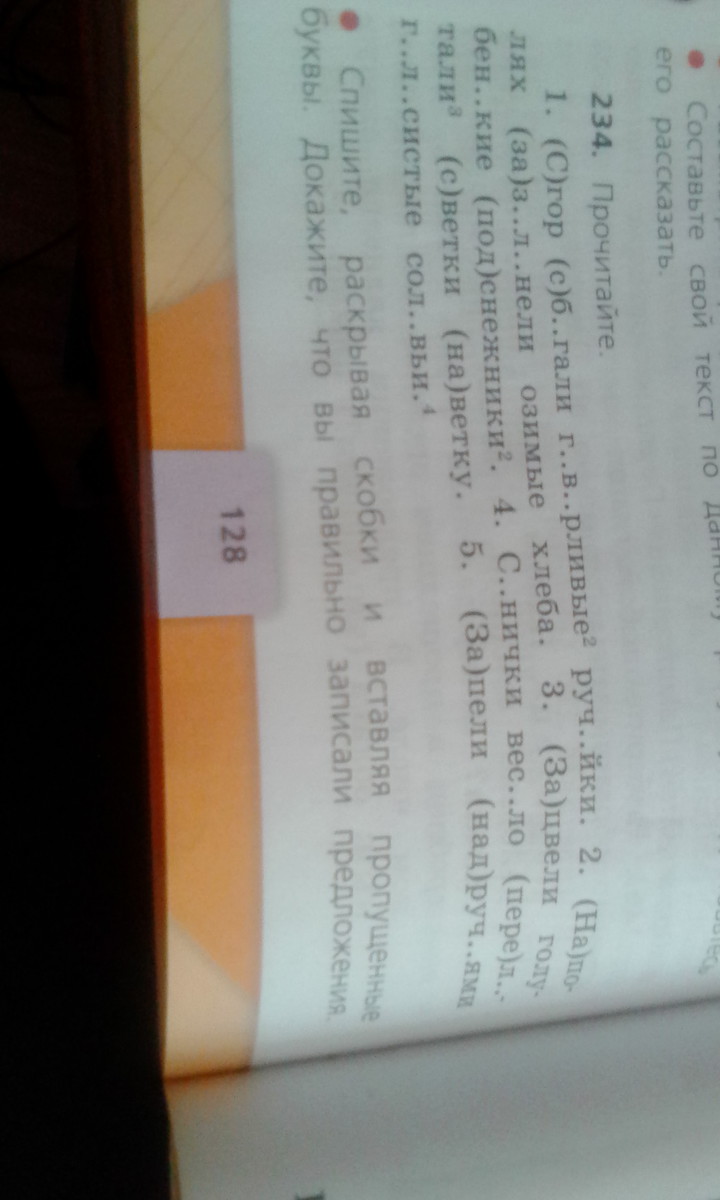 Составьте свой текст по данному
его рассказать.
234. Прочитайте.
1. (С)гор (с)б..гали г..в..рливые² руч..йки. 2. (На)по-
лях (за)з..л..нели озимые хлеба. 3. (За)цвели голу-
бен..кие (под)снежники². 4. С..нички вес..ло (пере)л..-
тали³ (с)ветки (на)ветку. 5. (За)пели (над)руч..ями
г..л..систые сол..вьи.⁴
● Спишите, раскрывая скобки и вставляя пропущенные
буквы. Докажите, что вы правильно записали предложения.
128